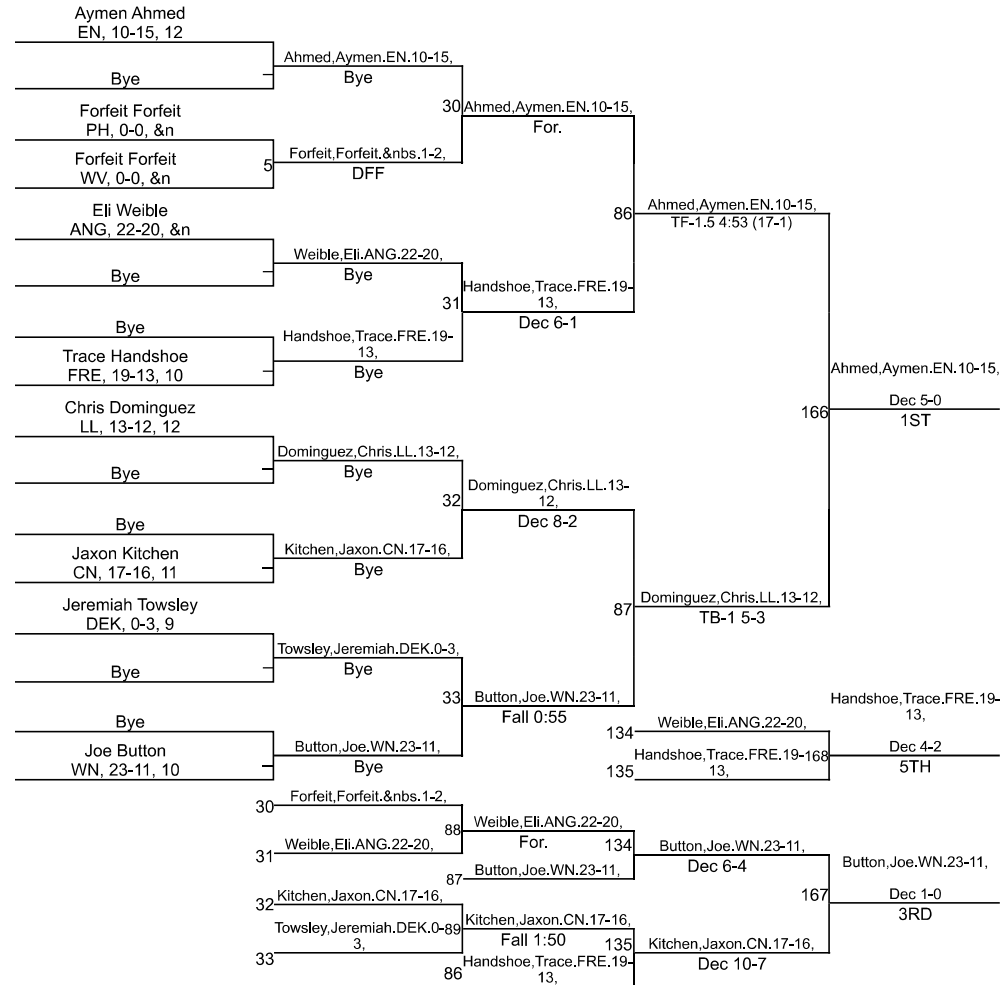 Aymen Ahmed
EN, 10-15, 12
Ahmed,Aymen.EN.10-15,
Bye
Bye
30
Ahmed,Aymen.EN.10-15,
For.
Forfeit Forfeit
PH, 0-0, &n
Forfeit Forfeit
WV, 0-0, &n
5
Forfeit,Forfeit.&nbs.1-2,
DFF
86
Ahmed,Aymen.EN.10-15,
TF-1.5 4:53 (17-1)
Eli Weible
ANG, 22-20, &n
Weible,Eli.ANG.22-20,
Bye
Bye
31
Handshoe,Trace.FRE.19-
13,
Dec 6-1
Bye
Handshoe,Trace.FRE.19-
13,
Bye
Trace Handshoe
FRE, 19-13, 10
166
Ahmed,Aymen.EN.10-15,
Dec 5-0
1ST
Chris Dominguez
LL, 13-12, 12
Dominguez,Chris.LL.13-12,
Bye
Bye
32
Dominguez,Chris.LL.13-
12,
Dec 8-2
Bye
Kitchen,Jaxon.CN.17-16,
Bye
Jaxon Kitchen
CN, 17-16, 11
87
Dominguez,Chris.LL.13-12,
TB-1 5-3
Jeremiah Towsley
DEK, 0-3, 9
Towsley,Jeremiah.DEK.0-3,
Bye
Bye
33
Button,Joe.WN.23-11,
Fall 0:55
Bye
Button,Joe.WN.23-11,
Bye
Joe Button
WN, 23-11, 10
134
Weible,Eli.ANG.22-20,
135
Handshoe,Trace.FRE.19-
13,
168
Handshoe,Trace.FRE.19-
13,
Dec 4-2
5TH
30
Forfeit,Forfeit.&nbs.1-2,
31
Weible,Eli.ANG.22-20,
88
Weible,Eli.ANG.22-20,
For.
87
Button,Joe.WN.23-11,
134
Button,Joe.WN.23-11,
Dec 6-4
32
Kitchen,Jaxon.CN.17-16,
33
Towsley,Jeremiah.DEK.0-
3,
89
Kitchen,Jaxon.CN.17-16,
Fall 1:50
86
Handshoe,Trace.FRE.19-
13,
135
Kitchen,Jaxon.CN.17-16,
Dec 10-7
167
Button,Joe.WN.23-11,
Dec 1-0
3RD